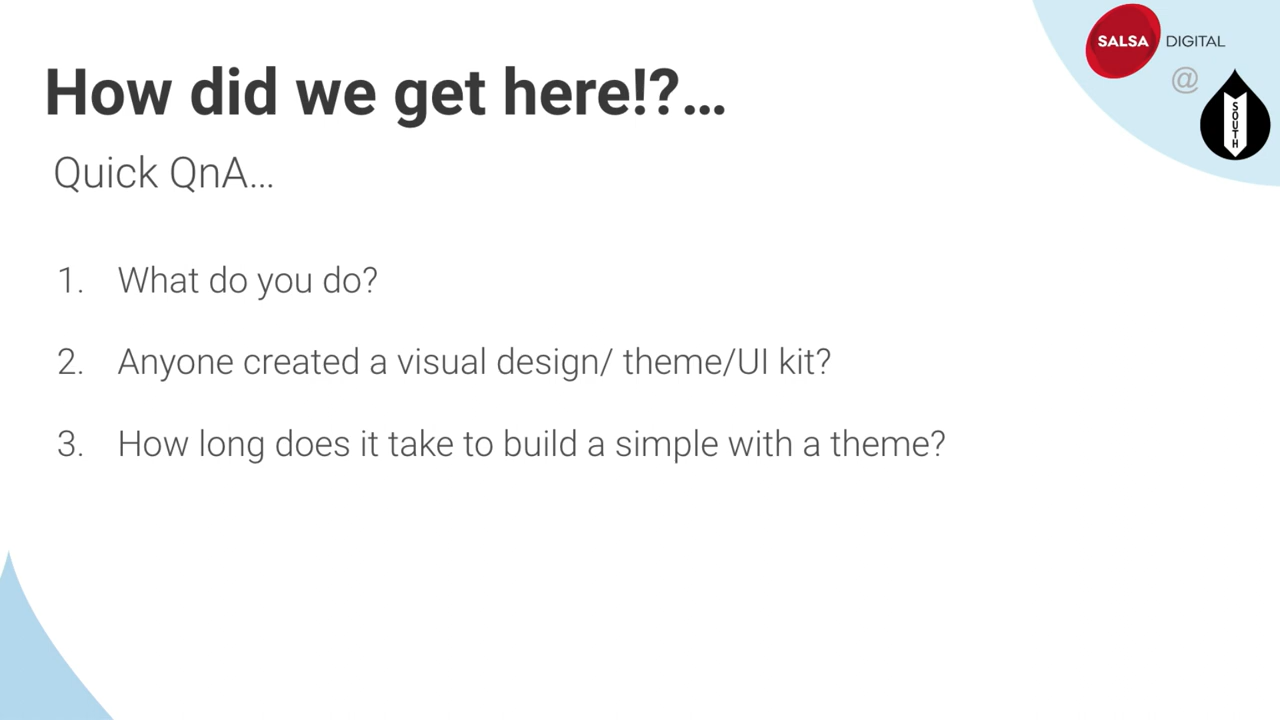 SALSA DIGITAL
@
SOUTH
How did we get here!?...
Quick QnA...
1. What do you do?
2. Anyone created a visual design/ theme/UI kit?
3. How long does it take to build a simple with a theme?